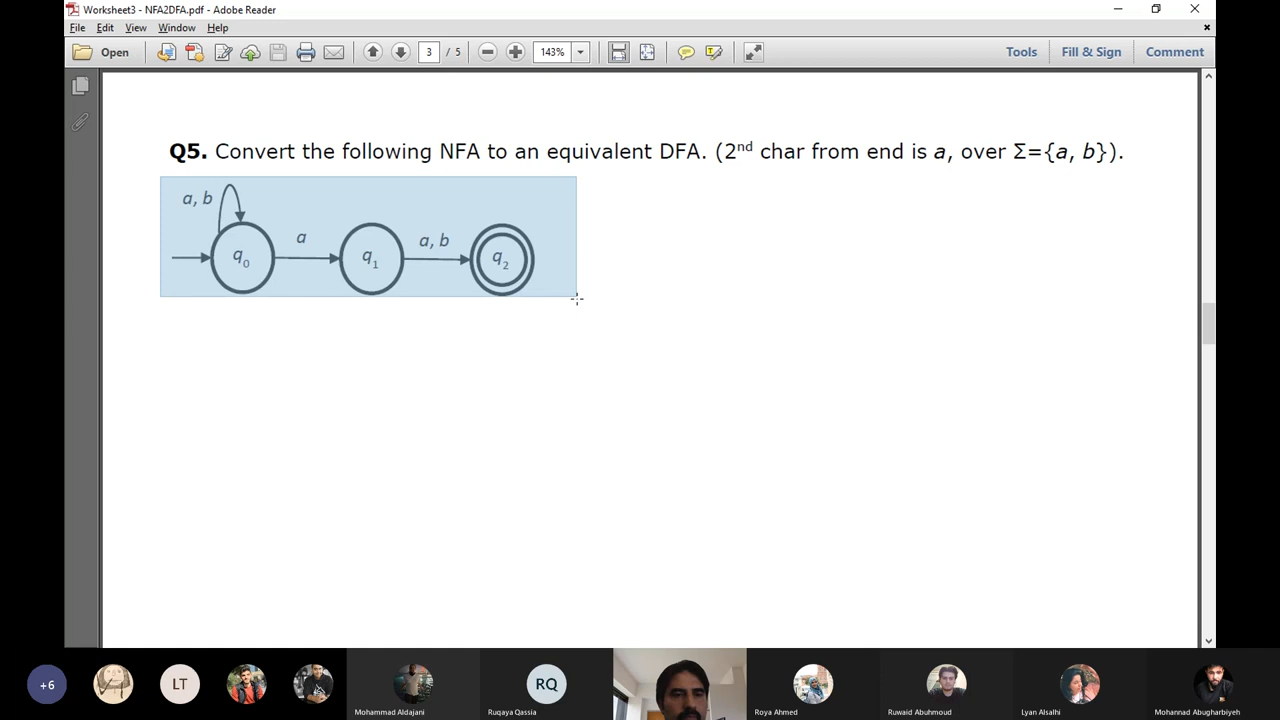 Worksheet3 - NFA2DFA.pdf - Adobe Reader
File Edit View Window Help
Open 3 / 5 143% Tools Fill & Sign Comment
Q5. Convert the following NFA to an equivalent DFA. (2nd char from end is a, over Σ={a, b}).
a, b
a a, b
q0 q1 q2
+6 LT RQ
Mohammad Aldajani Ruqaya Qassia Roya Ahmed Ruwaid Abuhmoud Lyan Alsalhi Mohannad Abugharbiyeh